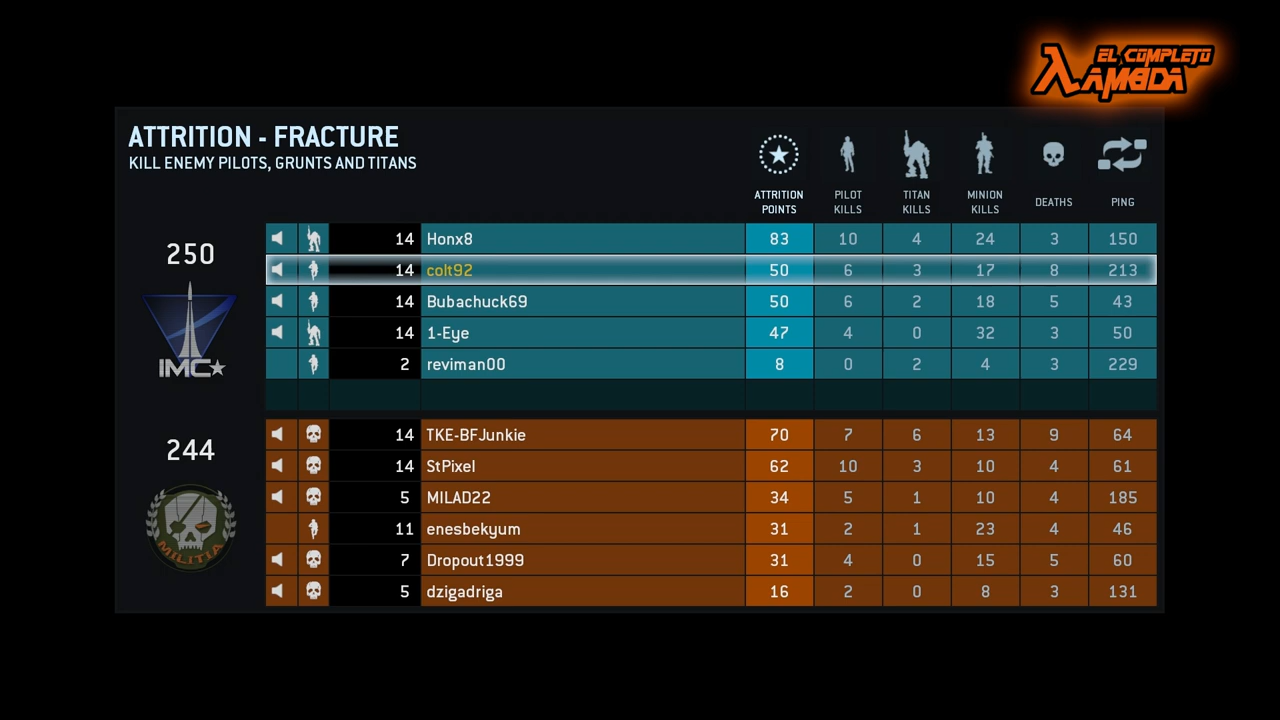 EL COMPLETO
λAMBDA
ATTRITION - FRACTURE
KILL ENEMY PILOTS, GRUNTS AND TITANS
ATTRITION POINTS PILOT KILLS TITAN KILLS MINION KILLS DEATHS PING
250
IMC
14 Honx8 83 10 4 24 3 150
14 colt92 50 6 3 17 8 213
14 Bubachuck69 50 6 2 18 5 43
14 1-Eye 47 4 0 32 3 50
2 reviman00 8 0 2 4 3 229
244
MILITIA
14 TKE-BFJunkie 70 7 6 13 9 64
14 StPixel 62 10 3 10 4 61
5 MILAD22 34 5 1 10 4 185
11 enesbekyum 31 2 1 23 4 46
7 Dropout1999 31 4 0 15 5 60
5 dzigadriga 16 2 0 8 3 131